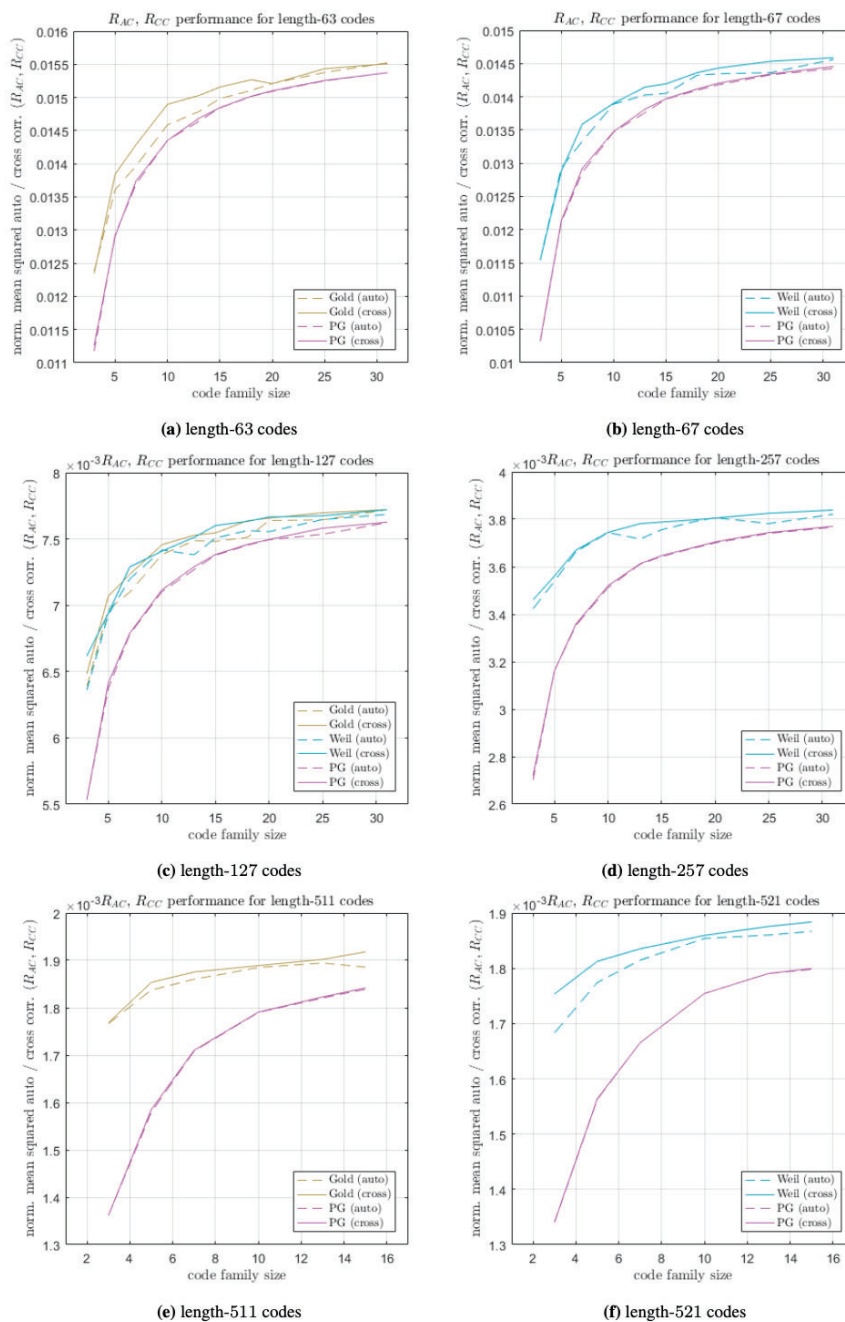 R_AC, R_CC performance for length-63 codes
norm. mean squared auto / cross corr. (R_AC, R_CC)
0.016
0.0155
0.015
0.0145
0.014
0.0135
0.013
0.0125
0.012
0.0115
0.011
Gold (auto)
Gold (cross)
PG (auto)
PG (cross)
5 10 15 20 25 30
code family size
(a) length-63 codes
R_AC, R_CC performance for length-67 codes
norm. mean squared auto / cross corr. (R_AC, R_CC)
0.015
0.0145
0.014
0.0135
0.013
0.0125
0.012
0.0115
0.011
0.0105
0.01
Weil (auto)
Weil (cross)
PG (auto)
PG (cross)
5 10 15 20 25 30
code family size
(b) length-67 codes
×10⁻³ R_AC, R_CC performance for length-127 codes
norm. mean squared auto / cross corr. (R_AC, R_CC)
8
7.5
7
6.5
6
5.5
Gold (auto)
Gold (cross)
Weil (auto)
Weil (cross)
PG (auto)
PG (cross)
5 10 15 20 25 30
code family size
(c) length-127 codes
×10⁻³ R_AC, R_CC performance for length-257 codes
norm. mean squared auto / cross corr. (R_AC, R_CC)
4
3.8
3.6
3.4
3.2
3
2.8
2.6
Weil (auto)
Weil (cross)
PG (auto)
PG (cross)
5 10 15 20 25 30
code family size
(d) length-257 codes
×10⁻³ R_AC, R_CC performance for length-511 codes
norm. mean squared auto / cross corr. (R_AC, R_CC)
2
1.9
1.8
1.7
1.6
1.5
1.4
1.3
Gold (auto)
Gold (cross)
PG (auto)
PG (cross)
2 4 6 8 10 12 14 16
code family size
(e) length-511 codes
×10⁻³ R_AC, R_CC performance for length-521 codes
norm. mean squared auto / cross corr. (R_AC, R_CC)
1.9
1.8
1.7
1.6
1.5
1.4
1.3
Weil (auto)
Weil (cross)
PG (auto)
PG (cross)
2 4 6 8 10 12 14 16
code family size
(f) length-521 codes